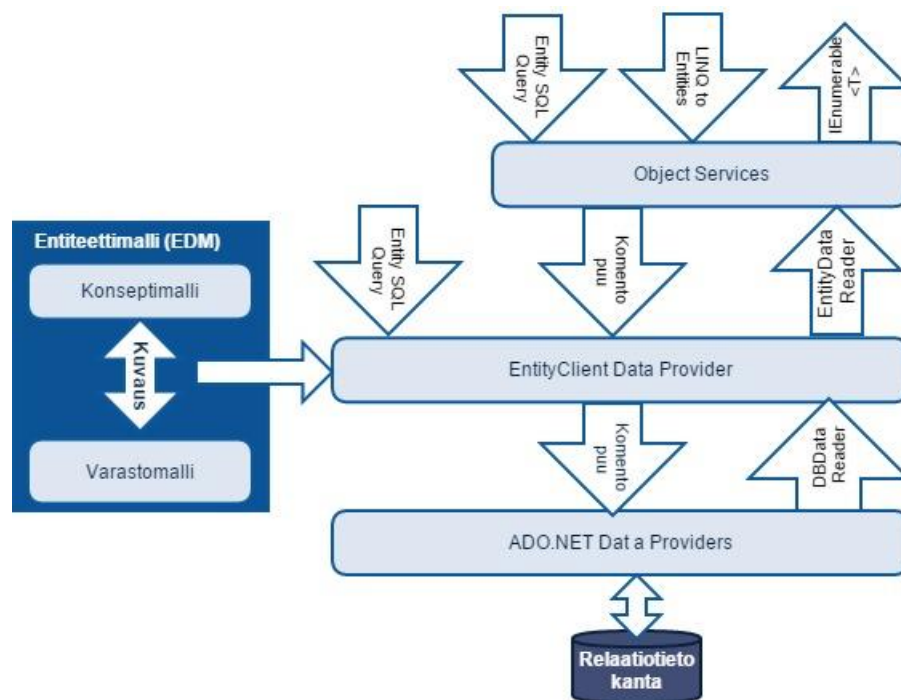 Entity SQL
Query
LINQ to
Entities
IEnumerable
<T>
Object Services
Entiteettimalli (EDM)
Konseptimalli
Kuvaus
Varastomalli
Entity SQL
Query
Komento
puu
EntityData
Reader
EntityClient Data Provider
Komento
puu
DBData
Reader
ADO.NET Dat a Providers
Relaatiotieto
kanta